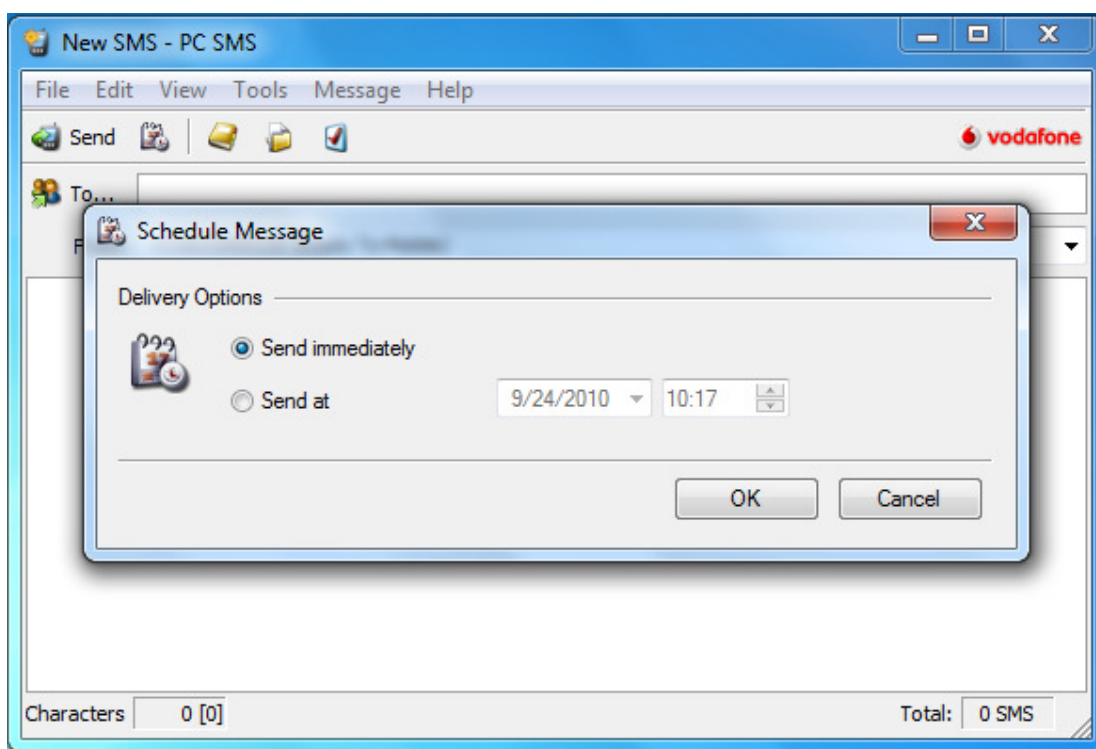 New SMS - PC SMS
File Edit View Tools Message Help
Send vodafone
To...
Schedule Message
Delivery Options
Send immediately
Send at 9/24/2010 10:17
OK Cancel
Characters 0 [0] Total: 0 SMS